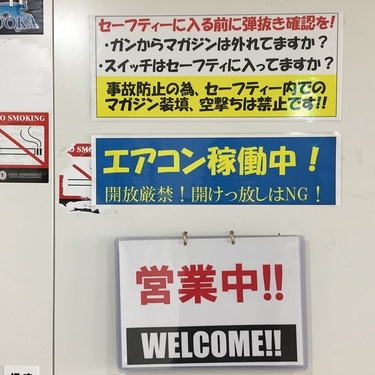 UOKA
セーフティーに入る前に弾抜き確認を!
・ガンからマガジンは外れてますか?
・スイッチはセーフティに入ってますか?
事故防止の為、セーフティー内での
マガジン装填、空撃ちは禁止です!!
O SMOKING
エアコン稼働中!
開放厳禁!開けっ放しはNG!
営業中!!
WELCOME!!